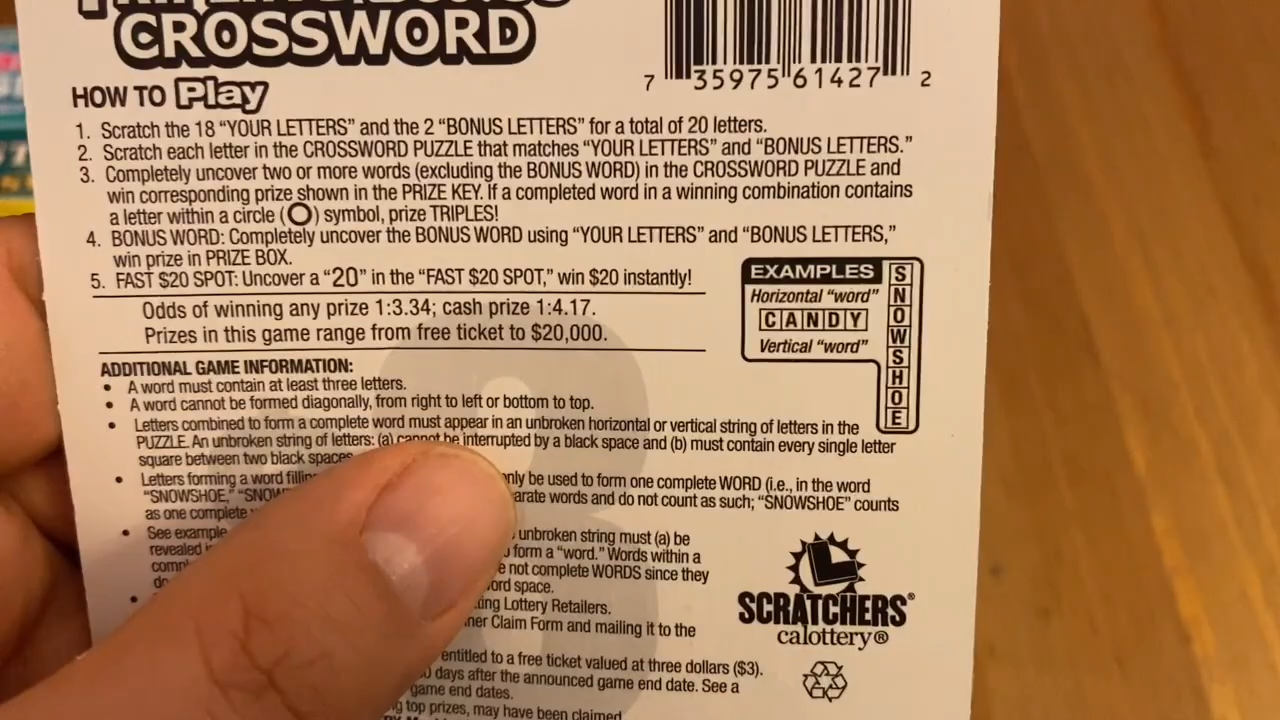 CROSSWORD
7 35975 61427 2
HOW TO Play
1. Scratch the 18 “YOUR LETTERS” and the 2 “BONUS LETTERS” for a total of 20 letters.
2. Scratch each letter in the CROSSWORD PUZZLE that matches “YOUR LETTERS” and “BONUS LETTERS.”
3. Completely uncover two or more words (excluding the BONUS WORD) in the CROSSWORD PUZZLE and
win corresponding prize shown in the PRIZE KEY. If a completed word in a winning combination contains
a letter within a circle (O) symbol, prize TRIPLES!
4. BONUS WORD: Completely uncover the BONUS WORD using “YOUR LETTERS” and “BONUS LETTERS,”
win prize in PRIZE BOX.
5. FAST $20 SPOT: Uncover a “20” in the “FAST $20 SPOT,” win $20 instantly!
Odds of winning any prize 1:3.34; cash prize 1:4.17.
Prizes in this game range from free ticket to $20,000.
EXAMPLES
Horizontal “word”
CANDY
Vertical “word”
SNOWSHOE
ADDITIONAL GAME INFORMATION:
• A word must contain at least three letters.
• A word cannot be formed diagonally, from right to left or bottom to top.
• Letters combined to form a complete word must appear in an unbroken horizontal or vertical string of letters in the
PUZZLE. An unbroken string of letters: (a) cannot be interrupted by a black space and (b) must contain every single letter
square between two black spaces
• Letters forming a word only be used to form one complete WORD (i.e., in the word
“SNOWSHOE,” words and do not count as such; “SNOWSHOE” counts
as one complete
• See example unbroken string must (a) be
revealed form a “word.” Words within a
not complete WORDS since they
space.
Lottery Retailers.
Claim Form and mailing it to the
entitled to a free ticket valued at three dollars ($3).
days after the announced game end date. See a
game end dates.
top prizes, may have been claimed
SCRATCHERS®
calottery®